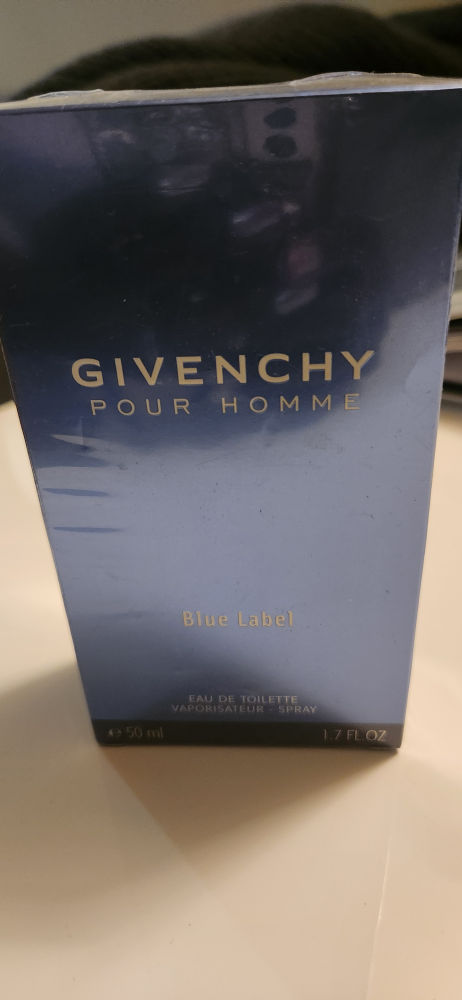 GIVENCHY
POUR HOMME
Blue Label
EAU DE TOILETTE
VAPORISATEUR - SPRAY
℮ 50 ml 1.7 FL.OZ